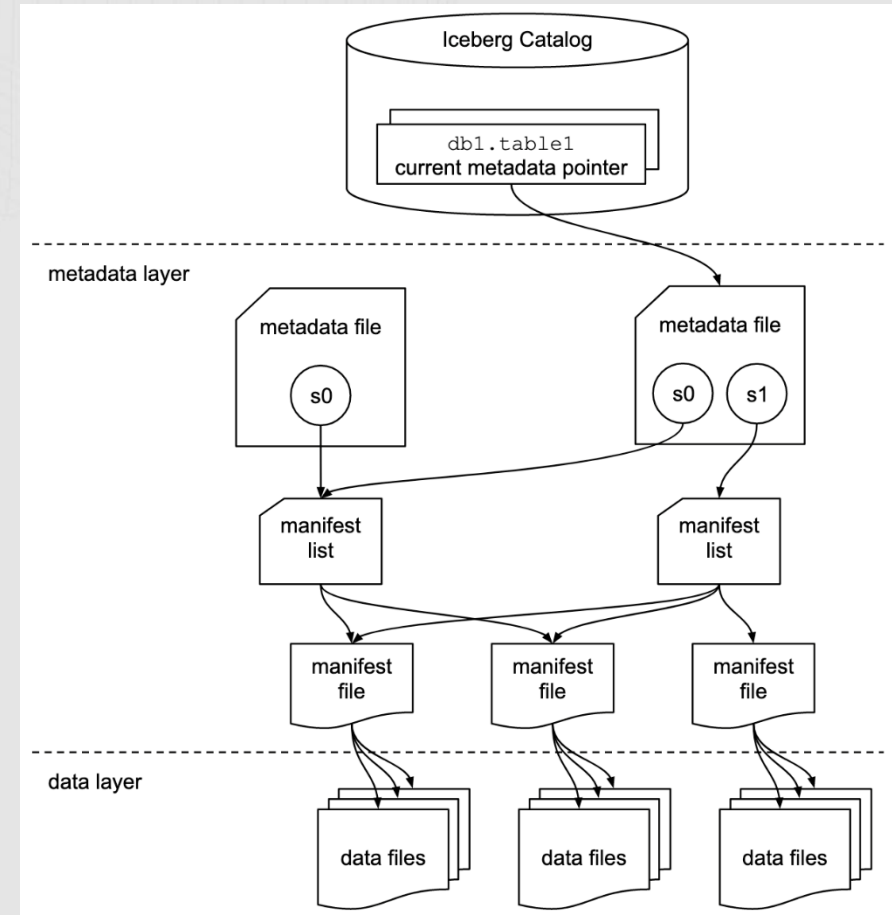 Iceberg Catalog
db1.table1
current metadata pointer
metadata layer
metadata file
s0
metadata file
s0
s1
manifest
list
manifest
list
manifest
file
manifest
file
manifest
file
data layer
data files
data files
data files